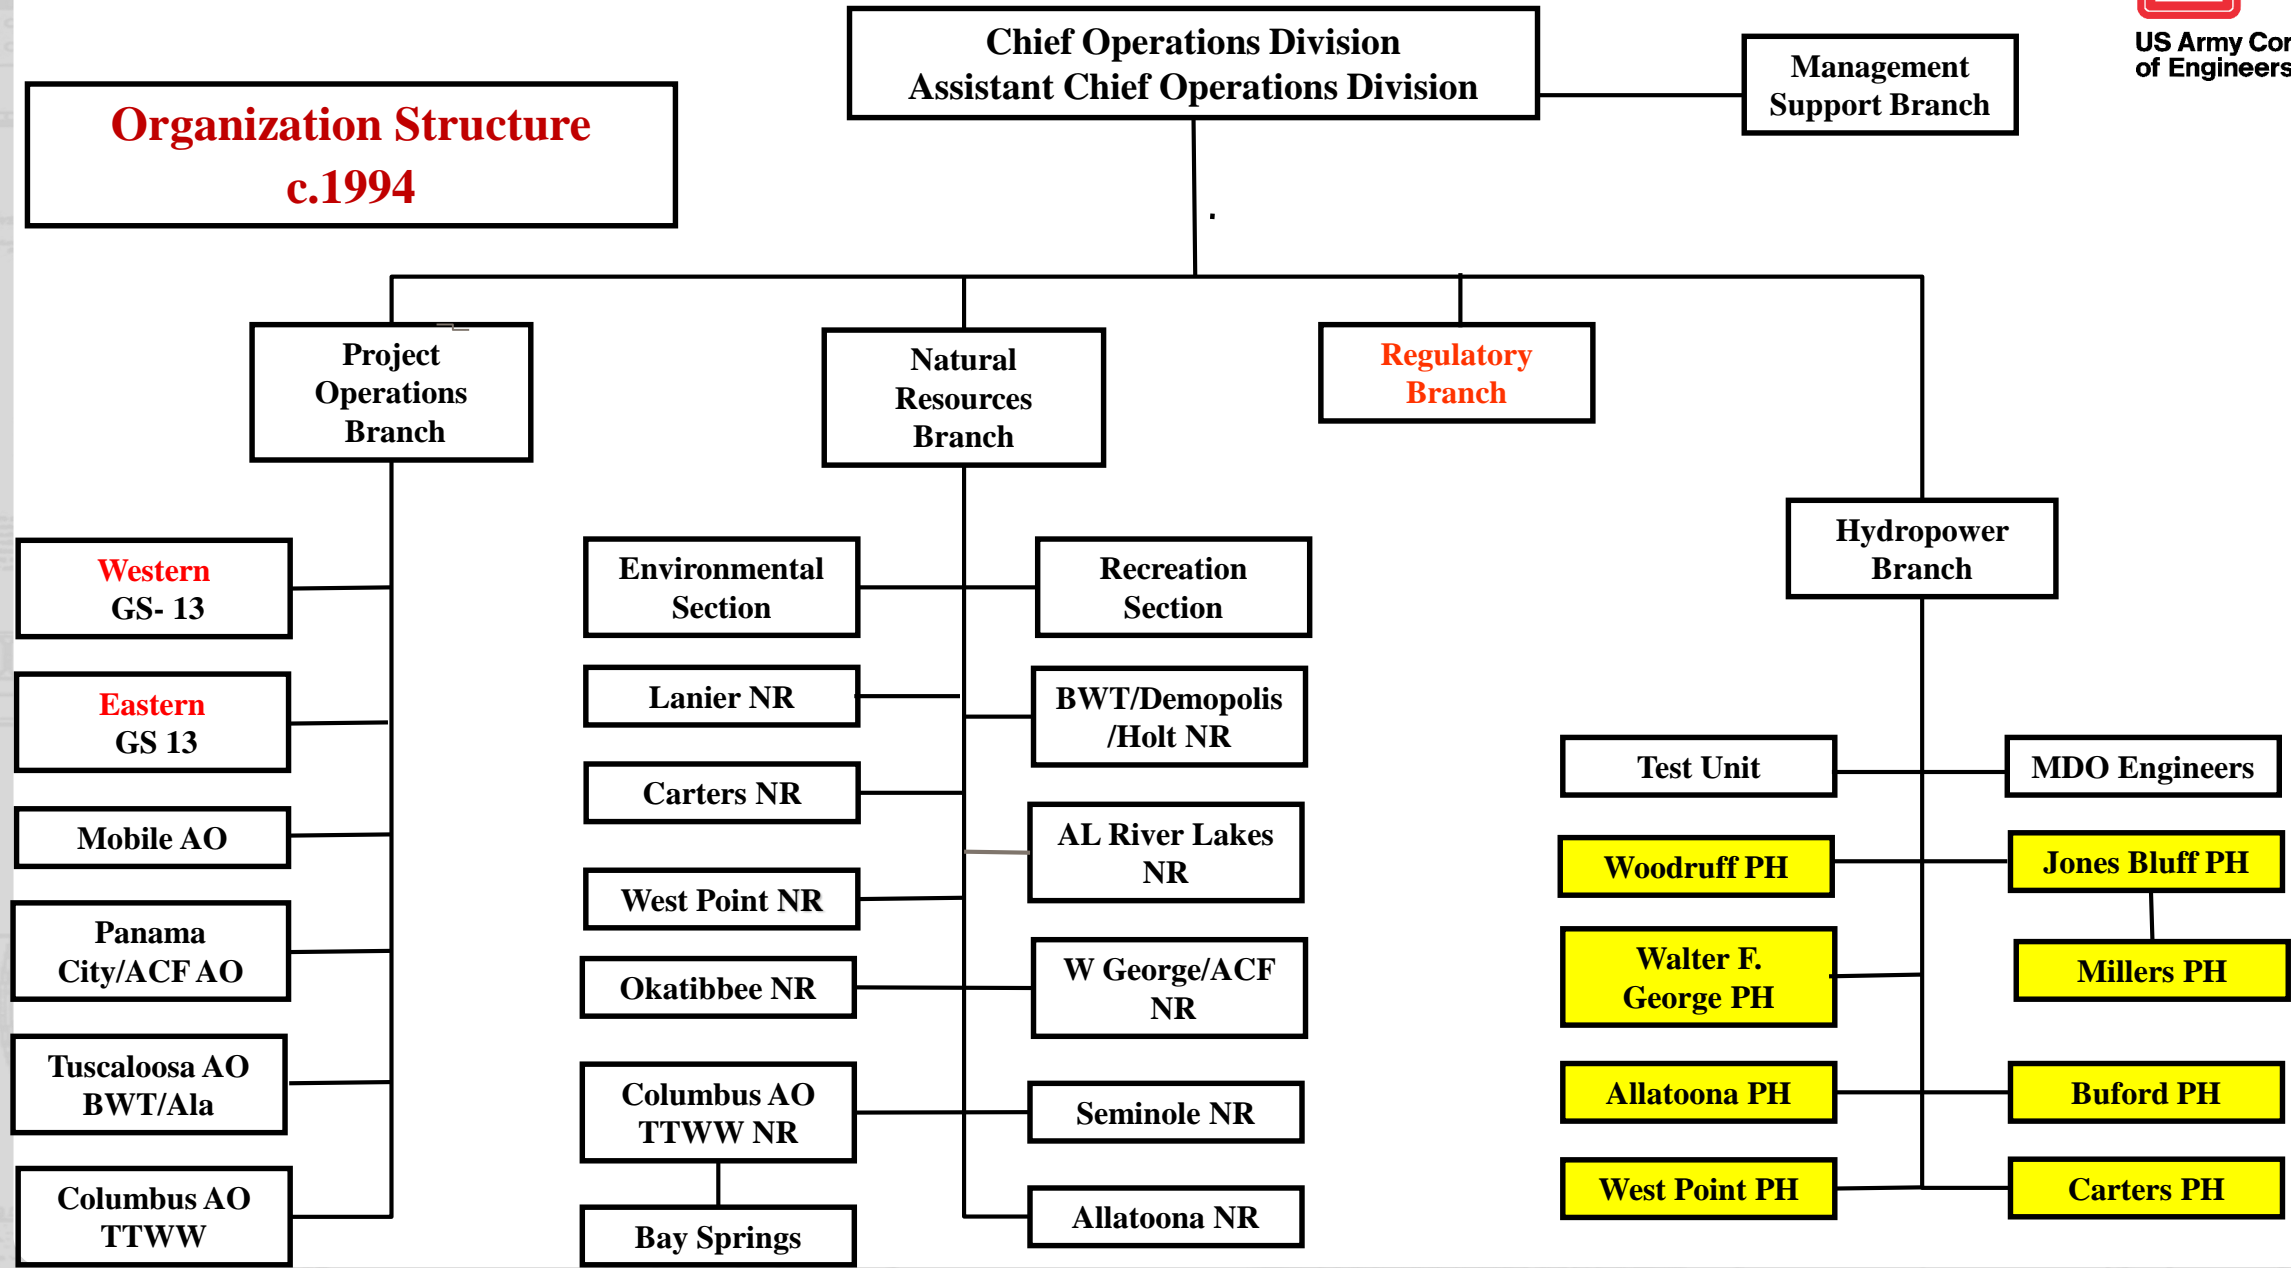 Chief Operations Division
Assistant Chief Operations Division
Management
Support Branch
US Army Cor
of Engineers
Organization Structure
c.1994
.
Project
Operations
Branch
Natural
Resources
Branch
Regulatory
Branch
Hydropower
Branch
Western
GS- 13
Eastern
GS 13
Mobile AO
Panama
City/ACF AO
Tuscaloosa AO
BWT/Ala
Columbus AO
TTWW
Environmental
Section
Recreation
Section
Lanier NR
BWT/Demopolis
/Holt NR
Carters NR
AL River Lakes
NR
West Point NR
Okatibbee NR
W George/ACF
NR
Columbus AO
TTWW NR
Seminole NR
Bay Springs
Allatoona NR
Test Unit
MDO Engineers
Woodruff PH
Jones Bluff PH
Walter F.
George PH
Millers PH
Allatoona PH
Buford PH
West Point PH
Carters PH